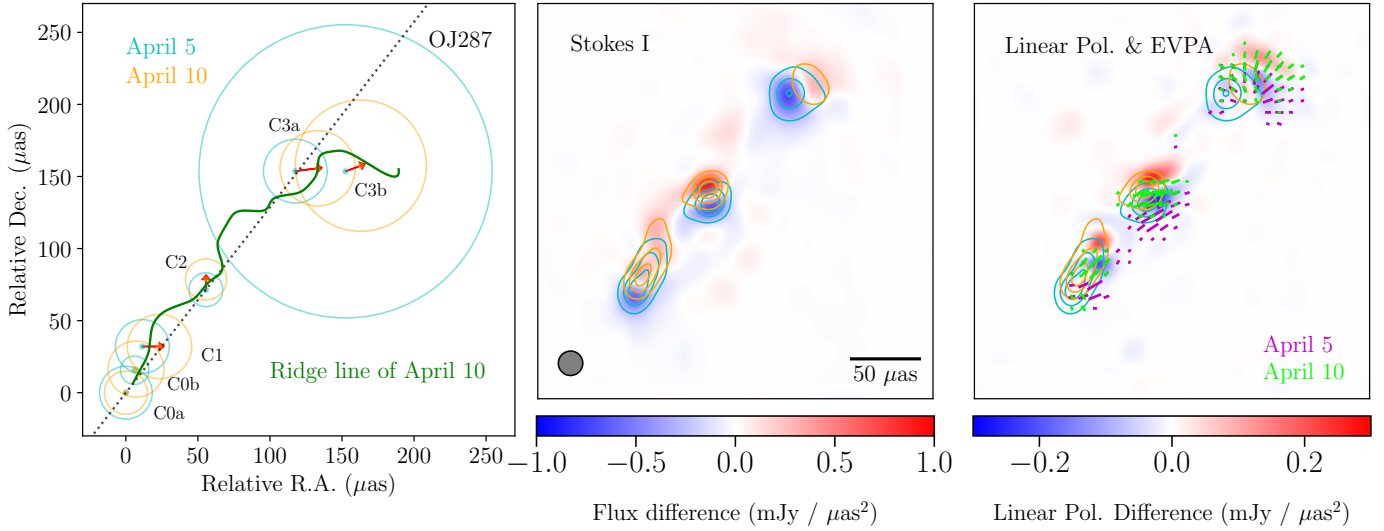 OJ287
April 5
April 10
C3a
C3b
C2
C1
C0b
C0a
Ridge line of April 10
250
200
150
100
50
0
Relative Dec. (μas)
0 50 100 150 200 250
Relative R.A. (μas)
Stokes I
50 μas
−1.0 −0.5 0.0 0.5 1.0
Flux difference (mJy / μas²)
Linear Pol. & EVPA
April 5
April 10
−0.2 0.0 0.2
Linear Pol. Difference (mJy / μas²)